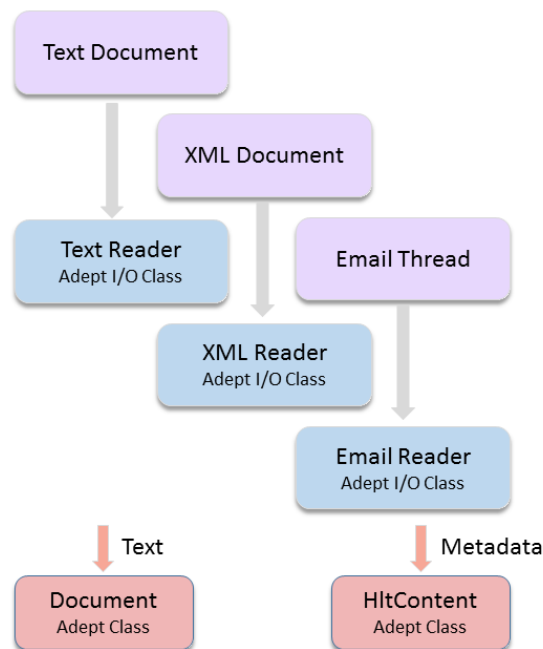 Text Document
XML Document
Text Reader
Adept I/O Class
Email Thread
XML Reader
Adept I/O Class
Email Reader
Adept I/O Class
Text
Metadata
Document
Adept Class
HltContent
Adept Class